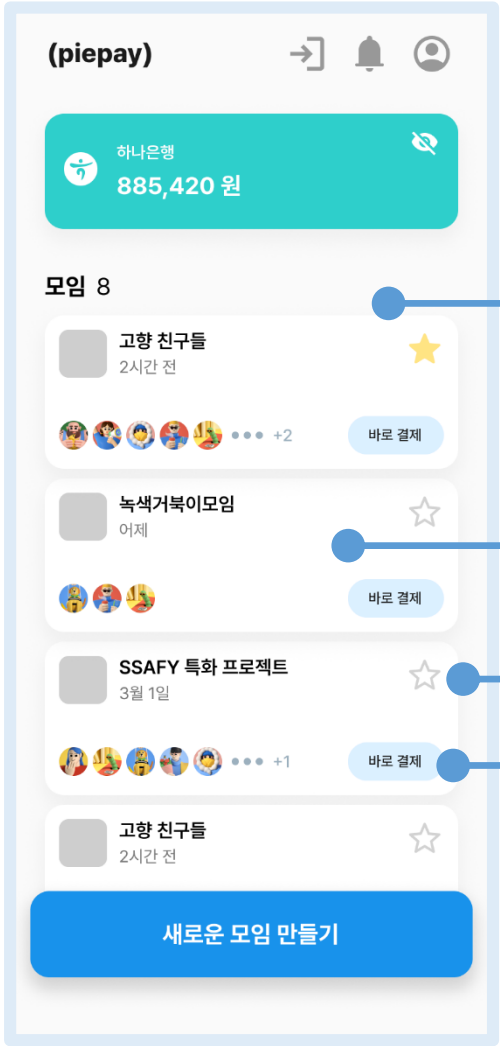 (piepay)
하나은행
885,420 원
모임 8
고향 친구들
2시간 전
+2
바로 결제
녹색거북이모임
어제
바로 결제
SSAFY 특화 프로젝트
3월 1일
+1
바로 결제
고향 친구들
2시간 전
새로운 모임 만들기